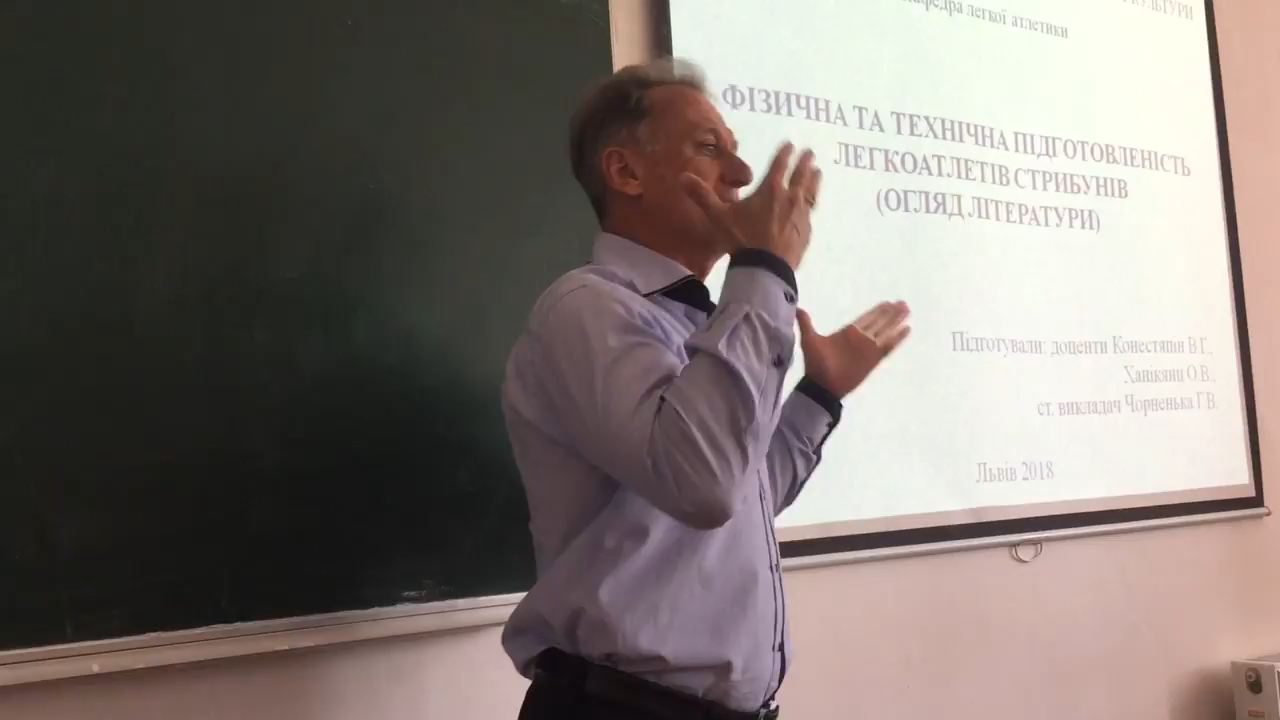 КУЛЬТУРИ
кафедра легкої атлетики
ФІЗИЧНА ТА ТЕХНІЧНА ПІДГОТОВЛЕНІСТЬ
ЛЕГКОАТЛЕТІВ СТРИБУНІВ
(ОГЛЯД ЛІТЕРАТУРИ)
Підготували: доценти Конестяпін В.Г.,
Ханікянц О.В.,
ст. викладач Чорненька Г.В.
Львів 2018